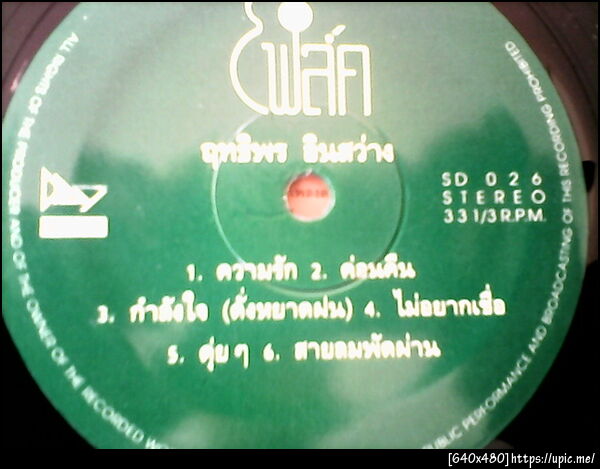 โฟล์ค
ฤทธิพร อินสว่าง
SD 026
STEREO
33 1/3 R.P.M.
1. ความรัก 2. ค่อนคืน
3. กำลังใจ (ดั่งหยาดฝน) 4. ไม่อยากเชื่อ
5. ตุ่ย ๆ 6. สายลมพัดผ่าน
ALL RIGHTS OF THE PRODUCER AND OF THE OWNER OF THE RECORDED
PUBLIC PERFORMANCE AND BROADCASTING OF THIS RECORDING PROHIBITED
[640x480] https://upic.me/